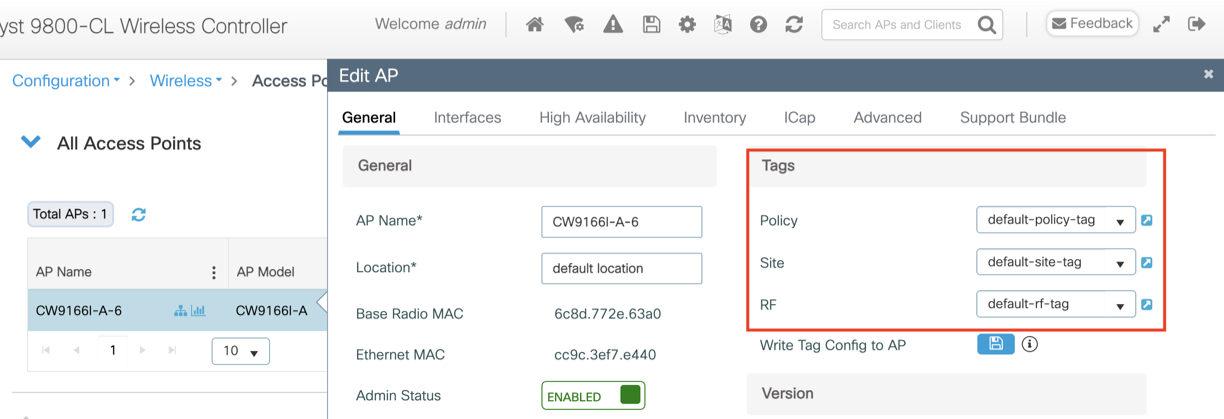 yst 9800-CL Wireless Controller
Welcome admin
Search APs and Clients
Feedback
Configuration > Wireless > Access Po
Edit AP
General Interfaces High Availability Inventory ICap Advanced Support Bundle
All Access Points
General
Tags
Total APs : 1
AP Name* CW9166I-A-6
Policy default-policy-tag
Location* default location
Site default-site-tag
AP Name AP Model
Base Radio MAC 6c8d.772e.63a0
RF default-rf-tag
CW9166I-A-6 CW9166I-A
Ethernet MAC cc9c.3ef7.e440
Write Tag Config to AP
1 10
Admin Status ENABLED
Version